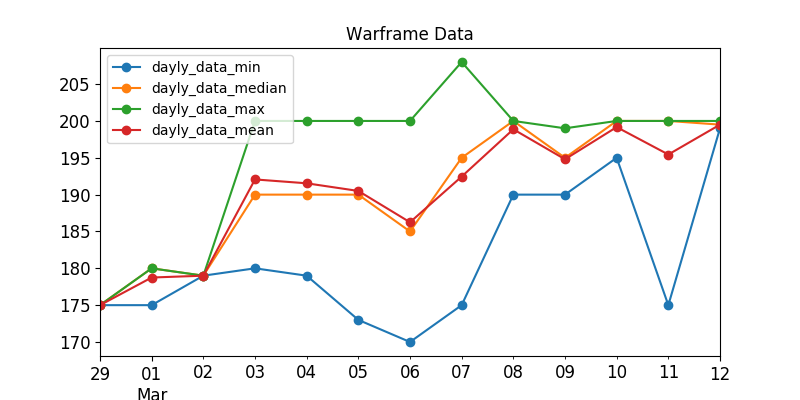 Warframe Data
dayly_data_min
dayly_data_median
dayly_data_max
dayly_data_mean
205
200
195
190
185
180
175
170
29 01 02 03 04 05 06 07 08 09 10 11 12
Mar